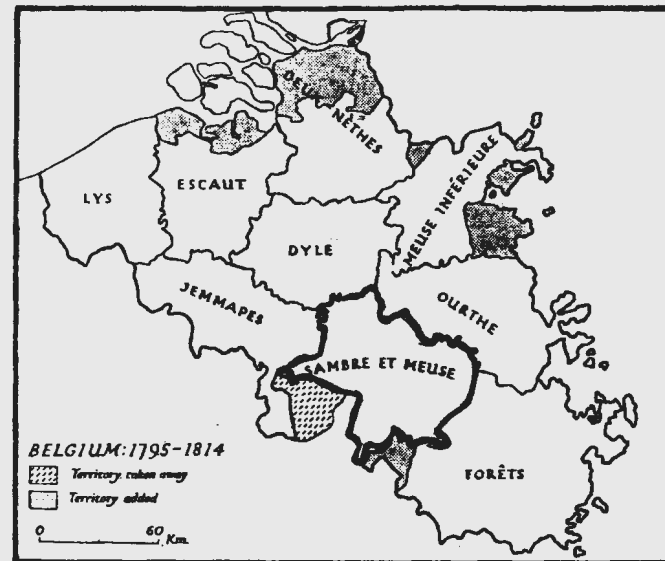 DEUX NÈTHES
MEUSE INFÉRIEURE
LYS
ESCAUT
DYLE
JEMMAPES
OURTHE
SAMBRE ET MEUSE
FORÊTS
BELGIUM: 1795-1814
Territory taken away
Territory added
0 60
Km.